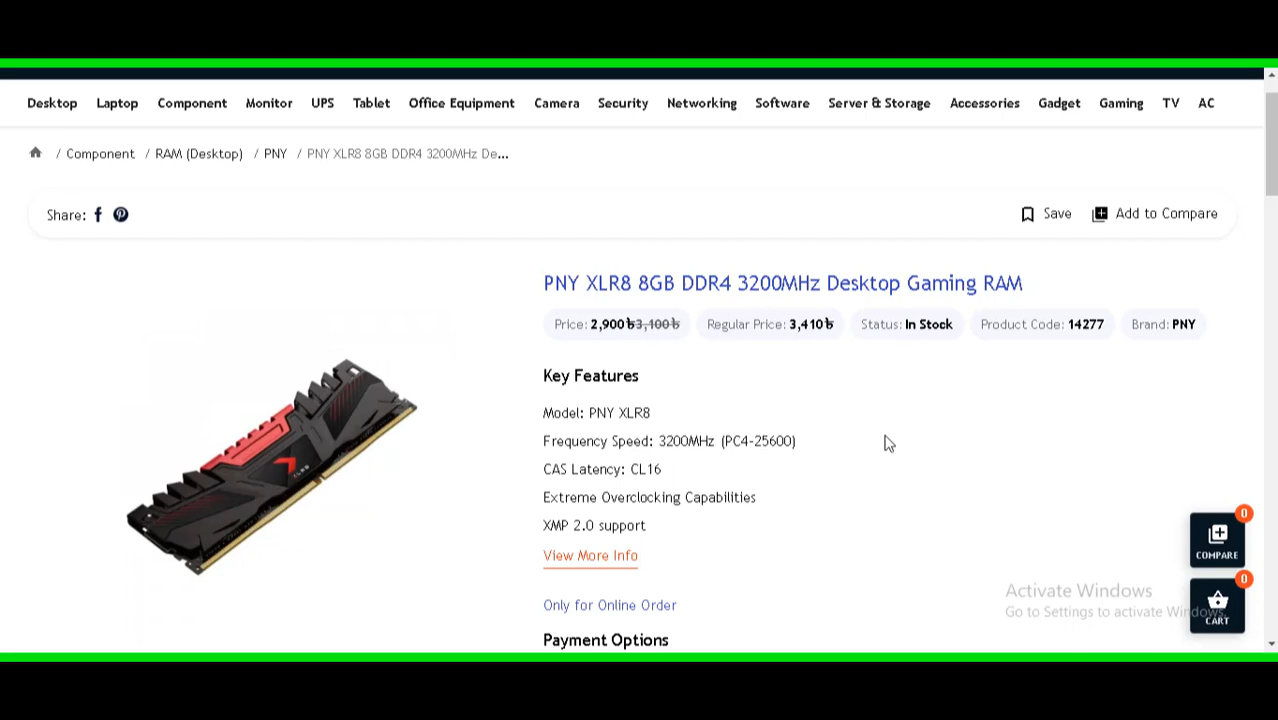 Desktop Laptop Component Monitor UPS Tablet Office Equipment Camera Security Networking Software Server & Storage Accessories Gadget Gaming TV AC
/ Component / RAM (Desktop) / PNY / PNY XLR8 8GB DDR4 3200MHz De...
Share: Save Add to Compare
PNY XLR8 8GB DDR4 3200MHz Desktop Gaming RAM
Price: 2,900৳3,100৳ Regular Price: 3,410৳ Status: In Stock Product Code: 14277 Brand: PNY
Key Features
Model: PNY XLR8
Frequency Speed: 3200MHz (PC4-25600)
CAS Latency: CL16
Extreme Overclocking Capabilities
XMP 2.0 support
View More Info
0
COMPARE
0
CART
Only for Online Order
Activate Windows
Go to Settings to activate Windows.
Payment Options
XLR8